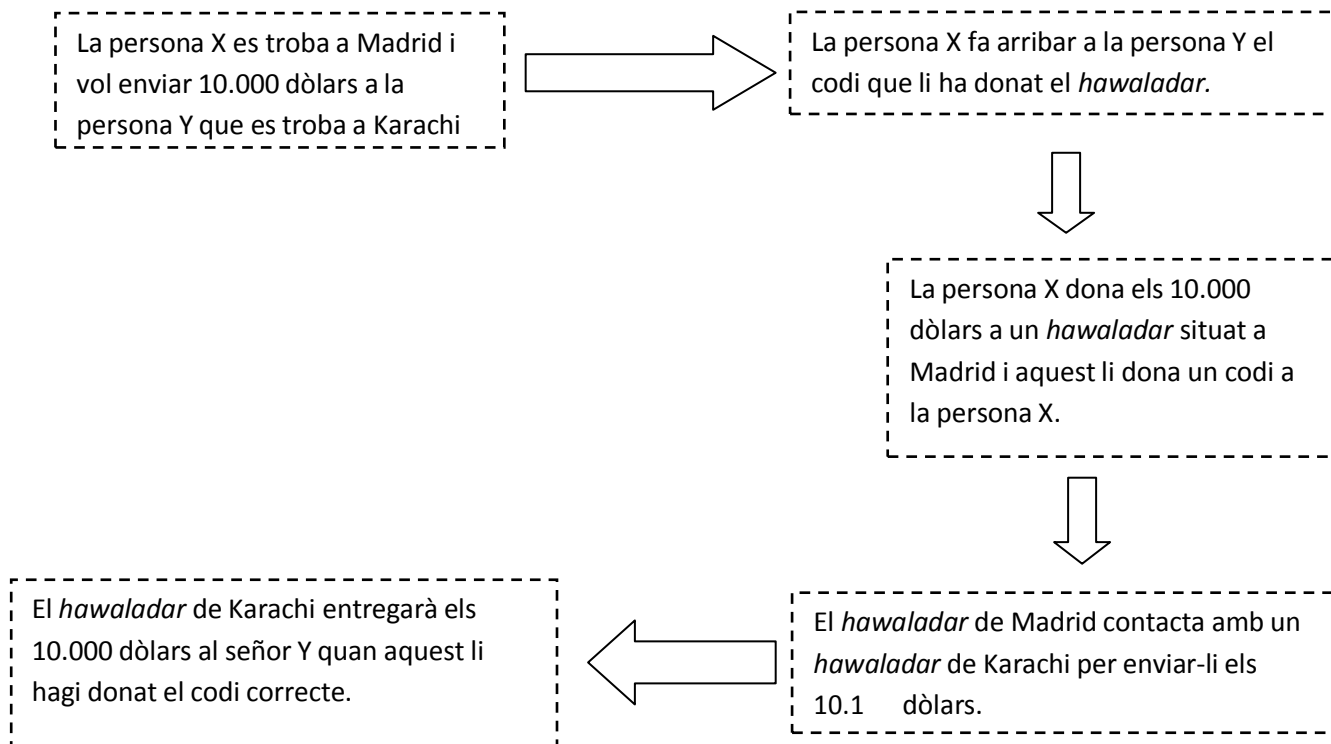 La persona X es troba a Madrid i
vol enviar 10.000 dòlars a la
persona Y que es troba a Karachi
La persona X fa arribar a la persona Y el
codi que li ha donat el hawaladar.
La persona X dona els 10.000
dòlars a un hawaladar situat a
Madrid i aquest li dona un codi a
la persona X.
El hawaladar de Madrid contacta amb un
hawaladar de Karachi per enviar-li els
10.1 dòlars.
El hawaladar de Karachi entregarà els
10.000 dòlars al señor Y quan aquest li
hagi donat el codi correcte.